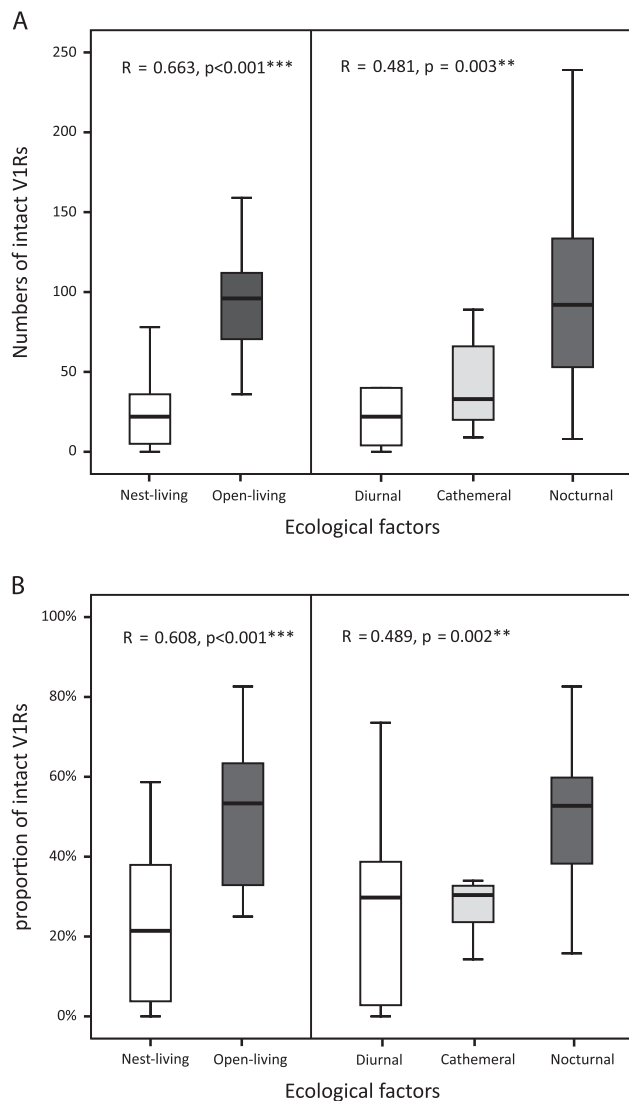 A
Numbers of intact V1Rs
250
200
150
100
50
0
R = 0.663, p<0.001***
R = 0.481, p = 0.003**
Nest-living Open-living Diurnal Cathemeral Nocturnal
Ecological factors
B
proportion of intact V1Rs
100%
80%
60%
40%
20%
0%
R = 0.608, p<0.001***
R = 0.489, p = 0.002**
Nest-living Open-living Diurnal Cathemeral Nocturnal
Ecological factors